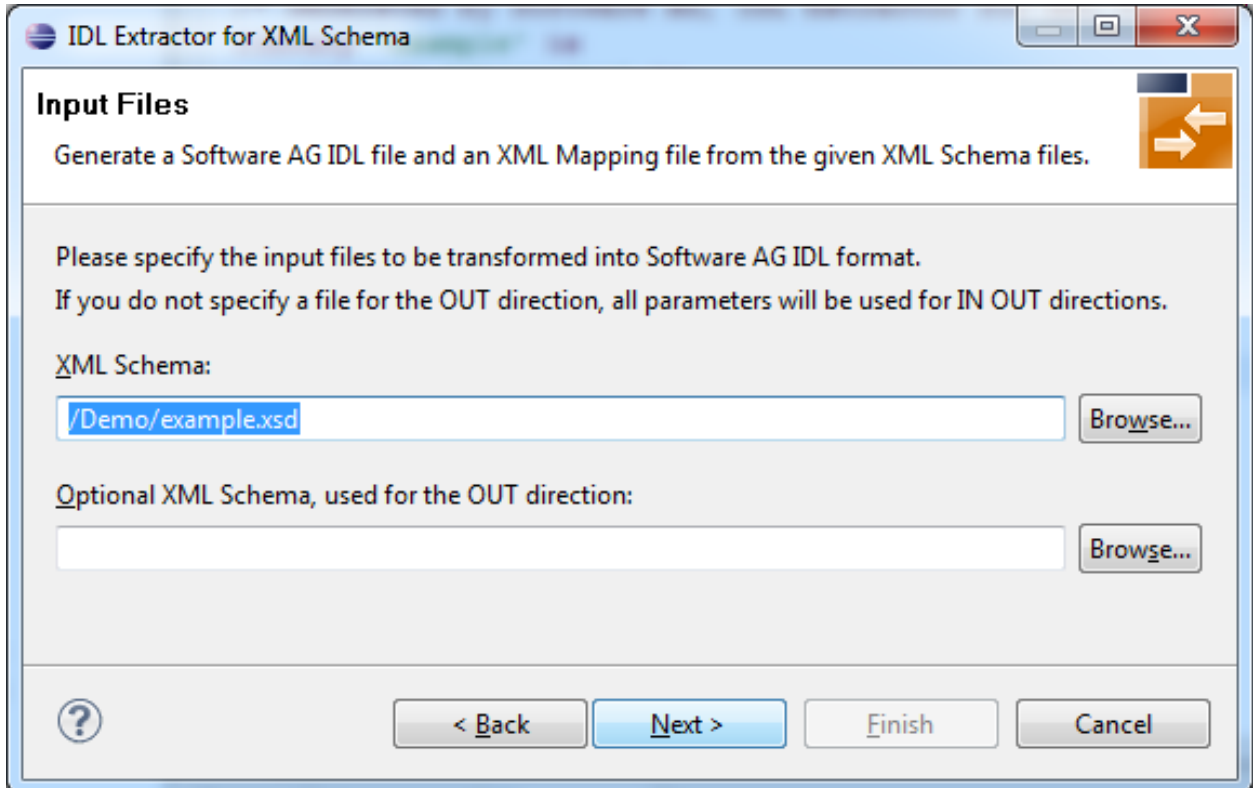 IDL Extractor for XML Schema
Input Files
Generate a Software AG IDL file and an XML Mapping file from the given XML Schema files.
Please specify the input files to be transformed into Software AG IDL format.
If you do not specify a file for the OUT direction, all parameters will be used for IN OUT directions.
XML Schema:
/Demo/example.xsd Browse...
Optional XML Schema, used for the OUT direction:
Browse...
? < Back Next > Finish Cancel